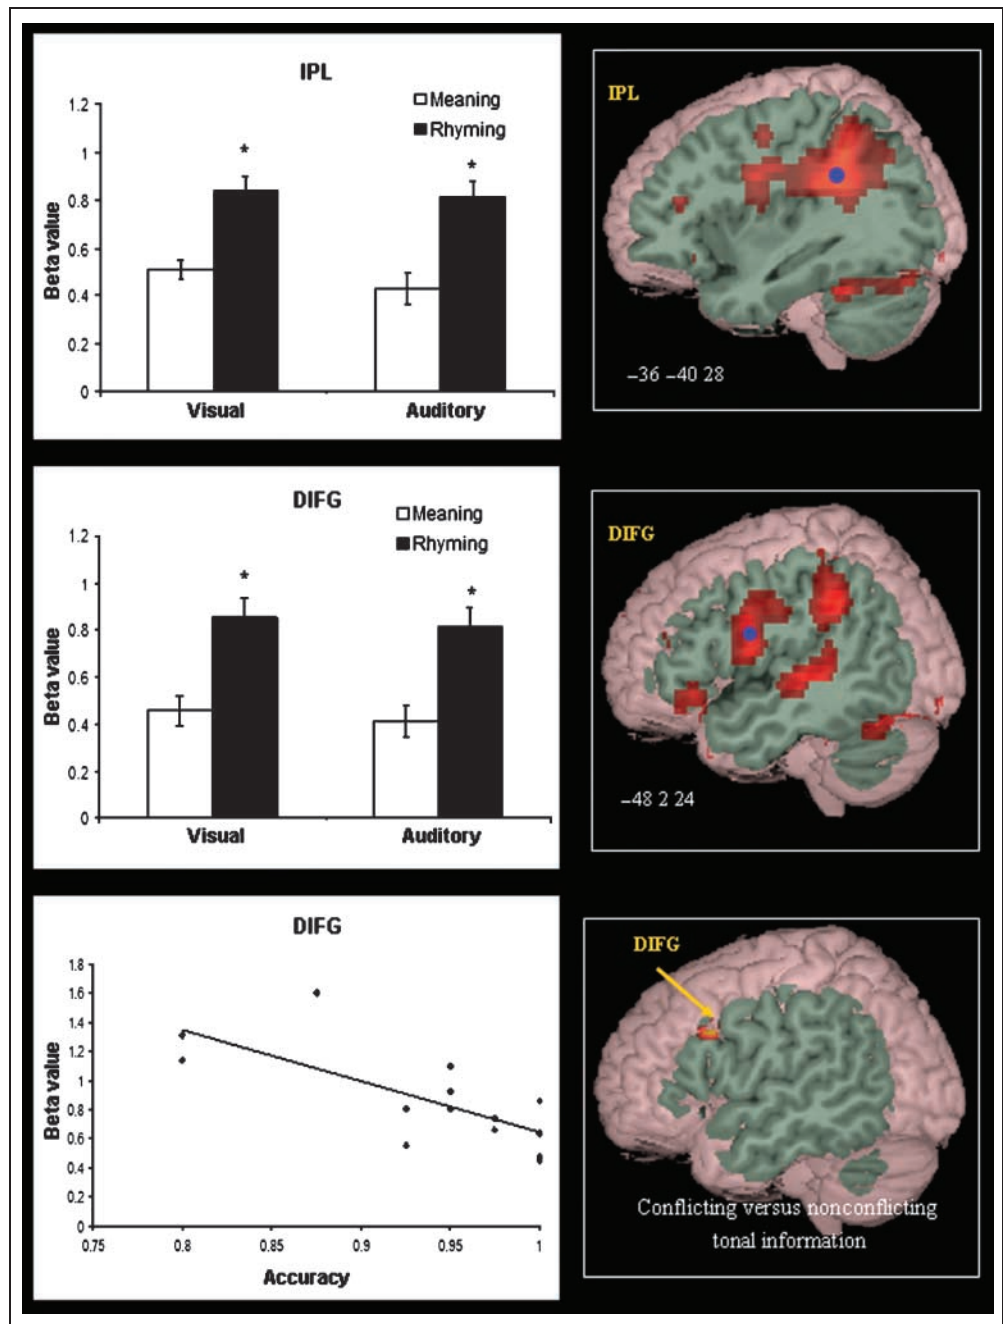 IPL
Meaning
Rhyming
1.2
1
0.8
0.6
0.4
0.2
0
Beta value
*
*
Visual
Auditory
IPL
−36 −40 28
DIFG
Meaning
Rhyming
1.2
1
0.8
0.6
0.4
0.2
0
Beta value
*
*
Visual
Auditory
DIFG
−48 2 24
DIFG
1.8
1.6
1.4
1.2
1
0.8
0.6
0.4
0.2
0
Beta value
0.75 0.8 0.85 0.9 0.95 1
Accuracy
DIFG
Conflicting versus nonconflicting
tonal information